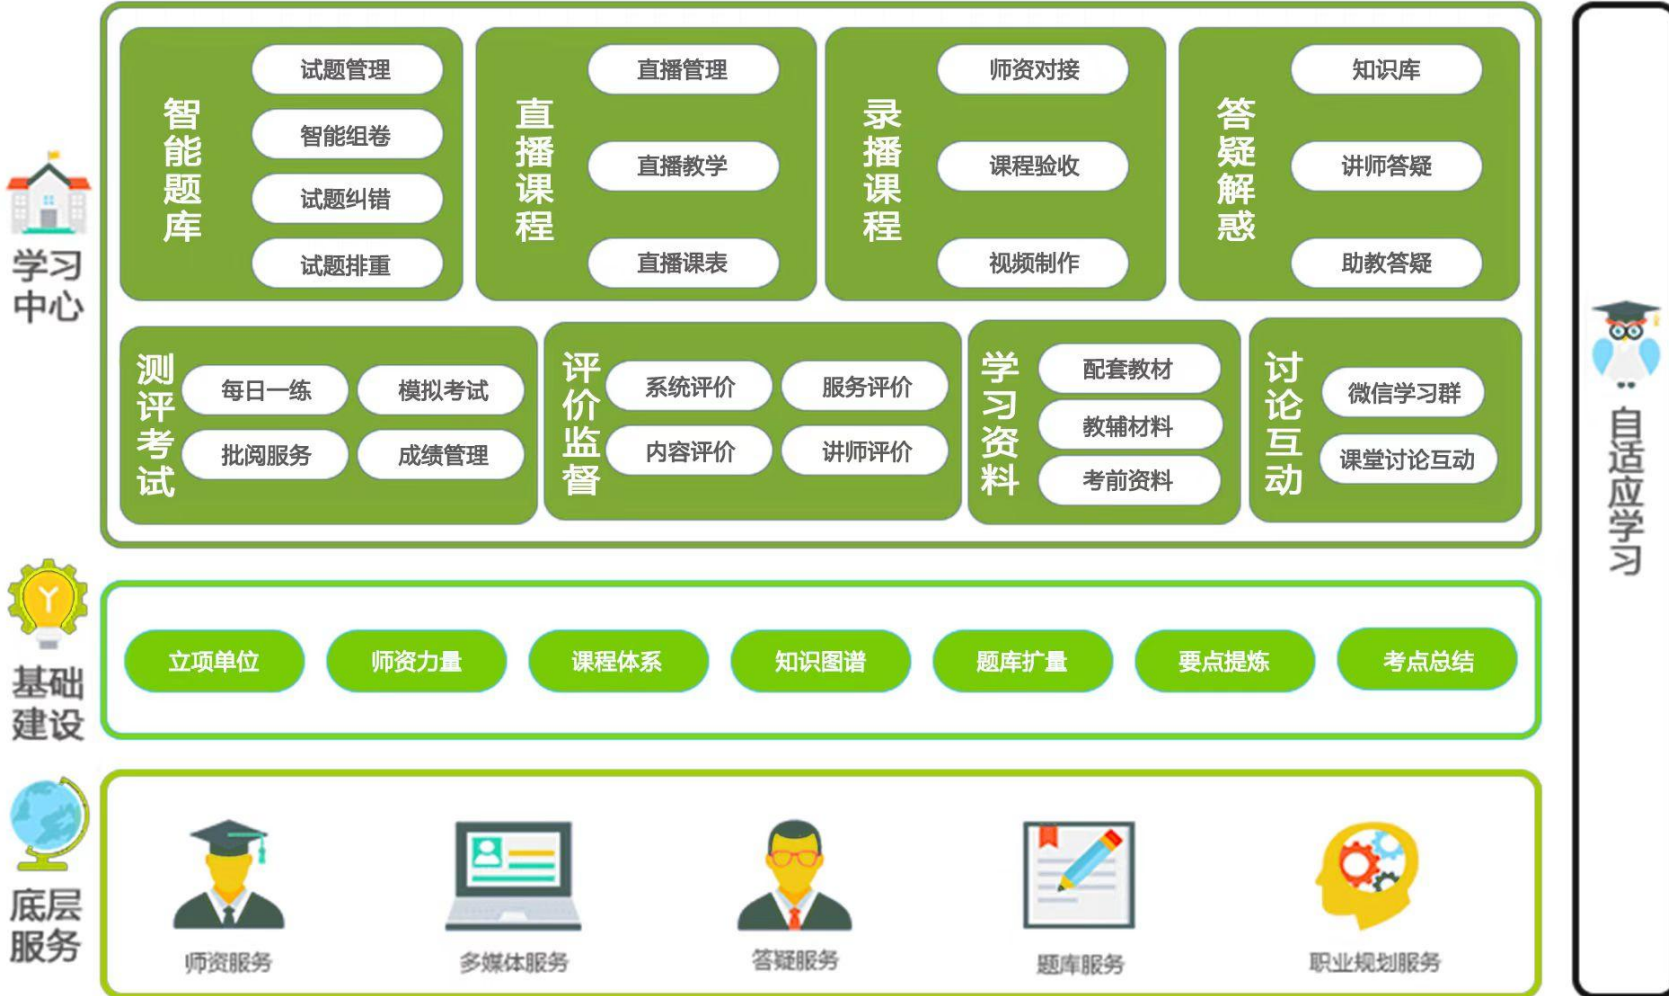 学习
中心
智能题库
试题管理
智能组卷
试题纠错
试题排重
直播课程
直播管理
直播教学
直播课表
录播课程
师资对接
课程验收
视频制作
答疑解惑
知识库
讲师答疑
助教答疑
测评考试
每日一练
模拟考试
批阅服务
成绩管理
评价监督
系统评价
服务评价
内容评价
讲师评价
学习资料
配套教材
教辅材料
考前资料
讨论互动
微信学习群
课堂讨论互动
基础
建设
立项单位
师资力量
课程体系
知识图谱
题库扩量
要点提炼
考点总结
底层
服务
师资服务
多媒体服务
答疑服务
题库服务
职业规划服务
自适应学习